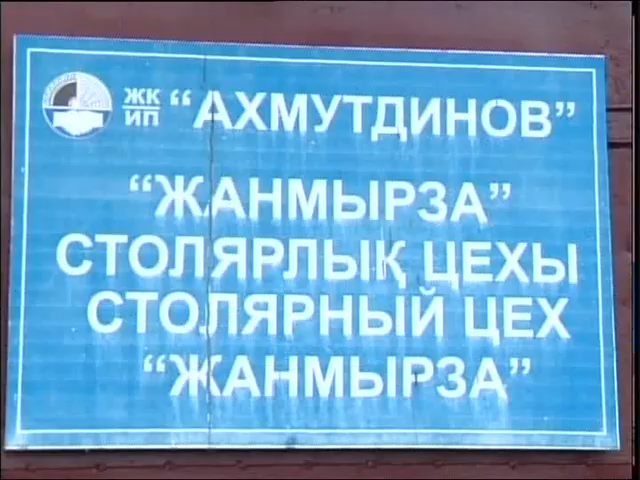 ЖК
ИП "АХМУТДИНОВ"
"ЖАНМЫРЗА"
СТОЛЯРЛЫҚ ЦЕХЫ
СТОЛЯРНЫЙ ЦЕХ
"ЖАНМЫРЗА"